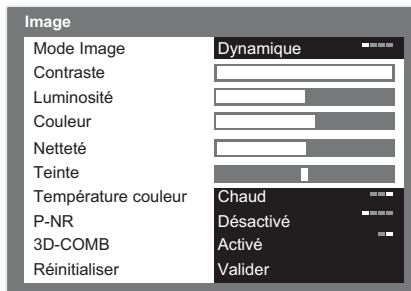 Image
Mode Image Dynamique
Contraste
Luminosité
Couleur
Netteté
Teinte
Température couleur Chaud
P-NR Désactivé
3D-COMB Activé
Réinitialiser Valider